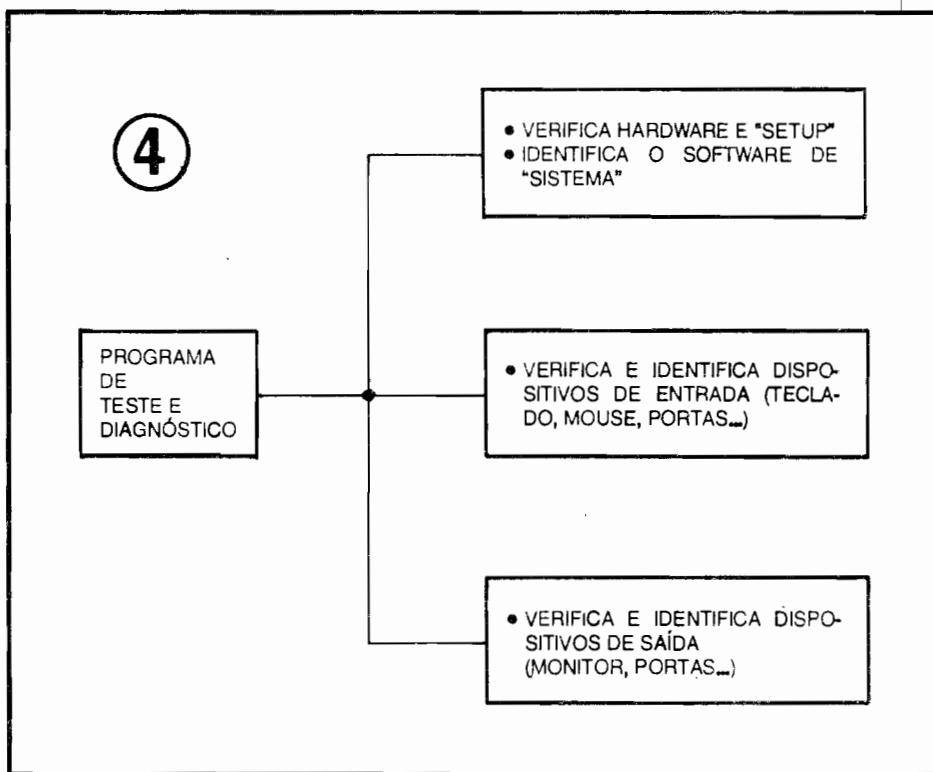 4
• VERIFICA HARDWARE E "SETUP"
• IDENTIFICA O SOFTWARE DE
"SISTEMA"
PROGRAMA
DE
TESTE E
DIAGNÓSTICO
• VERIFICA E IDENTIFICA DISPO-
SITIVOS DE ENTRADA (TECLA-
DO, MOUSE, PORTAS...)
• VERIFICA E IDENTIFICA DISPO-
SITIVOS DE SAÍDA
(MONITOR, PORTAS...)